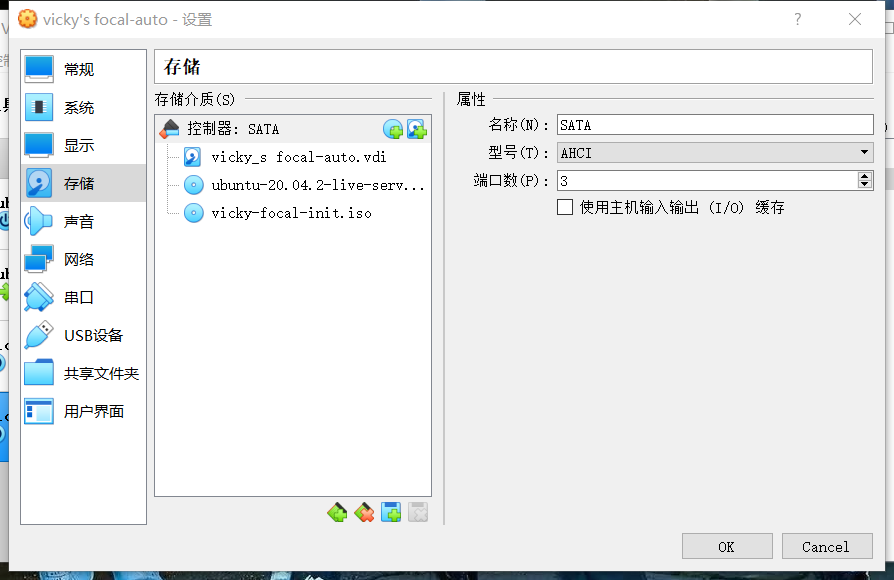 vicky's focal-auto - 设置
?
常规
系统
显示
存储
声音
网络
串口
USB设备
共享文件夹
用户界面
存储
存储介质(S)
控制器: SATA
vicky_s focal-auto.vdi
ubuntu-20.04.2-live-serv...
vicky-focal-init.iso
属性
名称(N): SATA
型号(T): AHCI
端口数(P): 3
使用主机输入输出 (I/O) 缓存
OK
Cancel